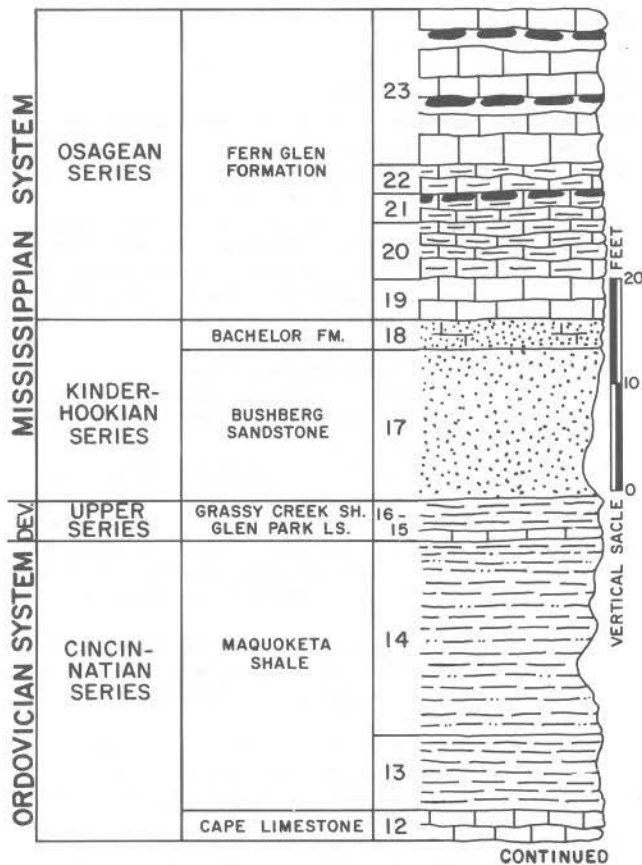 MISSISSIPPIAN SYSTEM
OSAGEAN
SERIES
FERN GLEN
FORMATION
23
22
21
20
19
KINDER-
HOOKIAN
SERIES
BACHELOR FM.
18
BUSHBERG
SANDSTONE
17
DEV.
UPPER
SERIES
GRASSY CREEK SH.
GLEN PARK LS.
16-
15
ORDOVICIAN SYSTEM
CINCIN-
NATIAN
SERIES
MAQUOKETA
SHALE
14
13
CAPE LIMESTONE
12
FEET
20
10
0
VERTICAL SACLE
CONTINUED